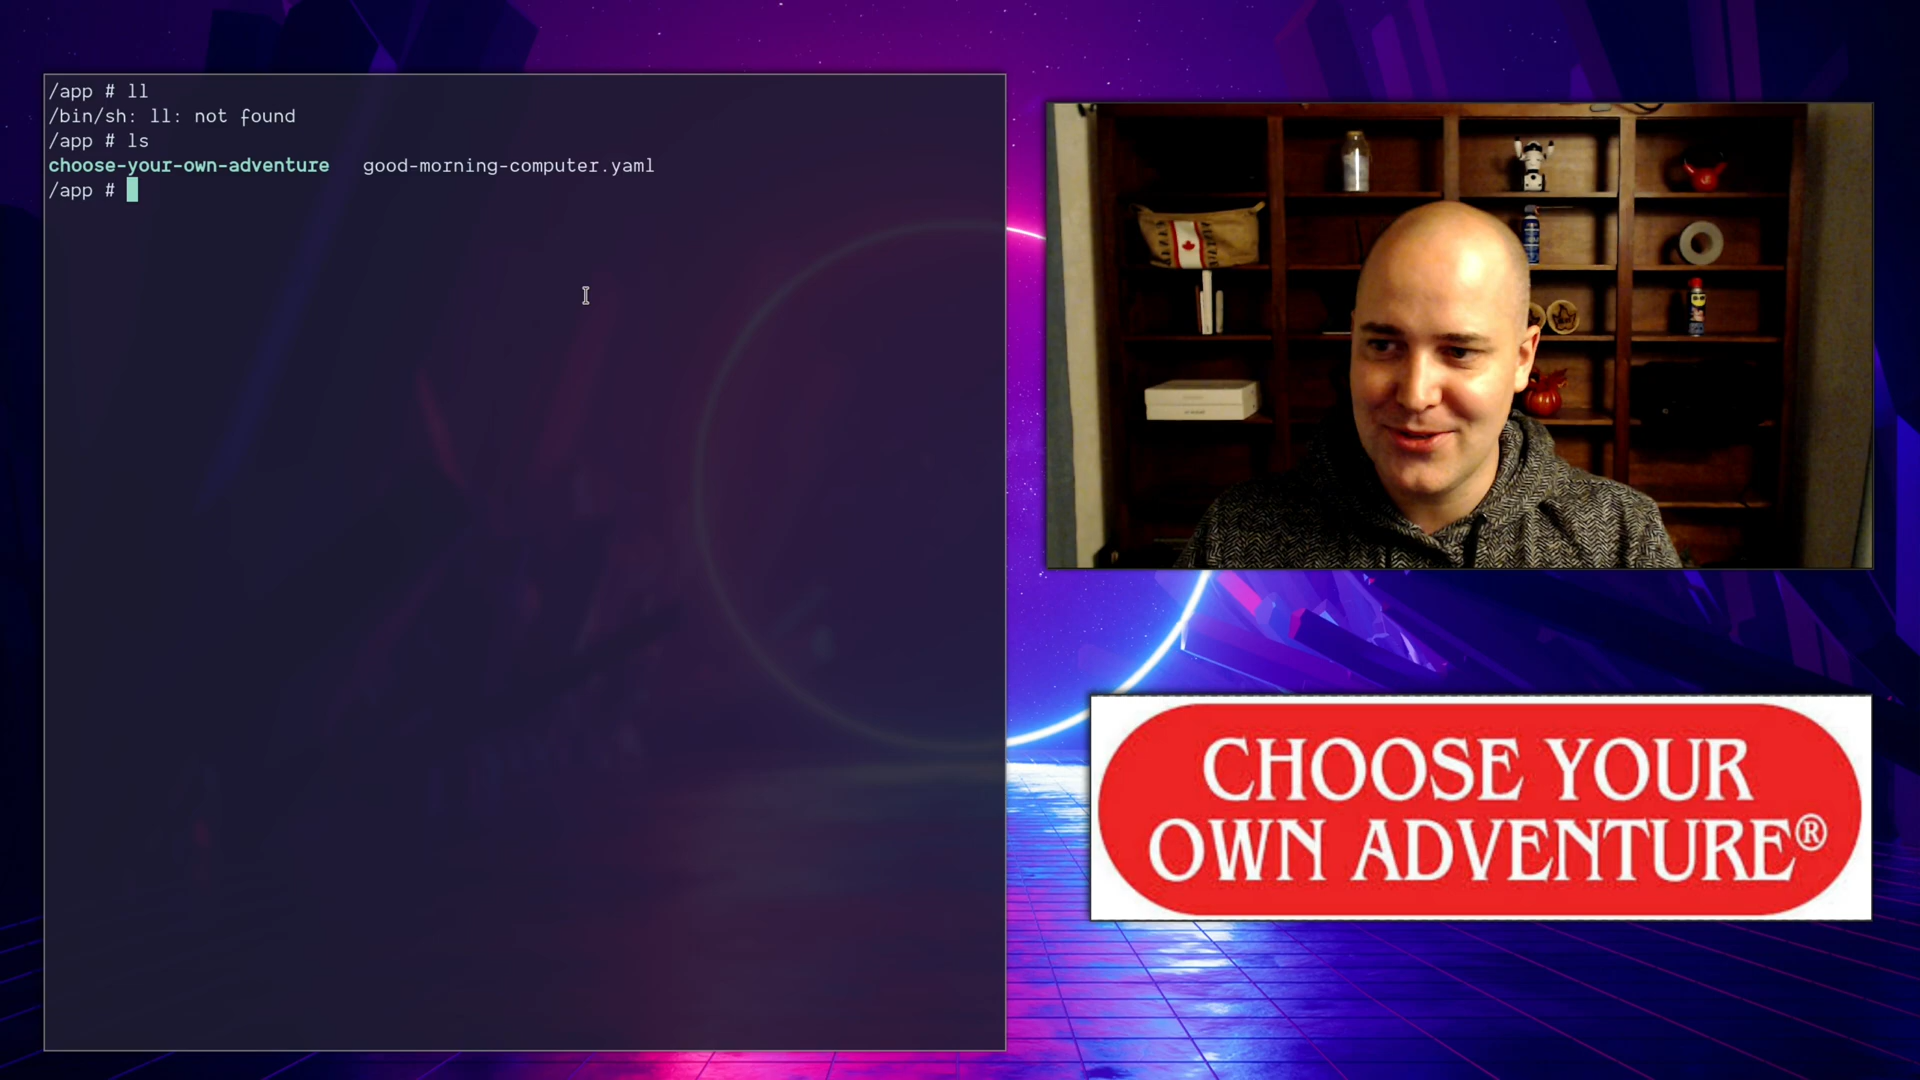 /app # ll
/bin/sh: ll: not found
/app # ls
choose-your-own-adventure   good-morning-computer.yaml
/app #
CHOOSE YOUR
OWN ADVENTURE®